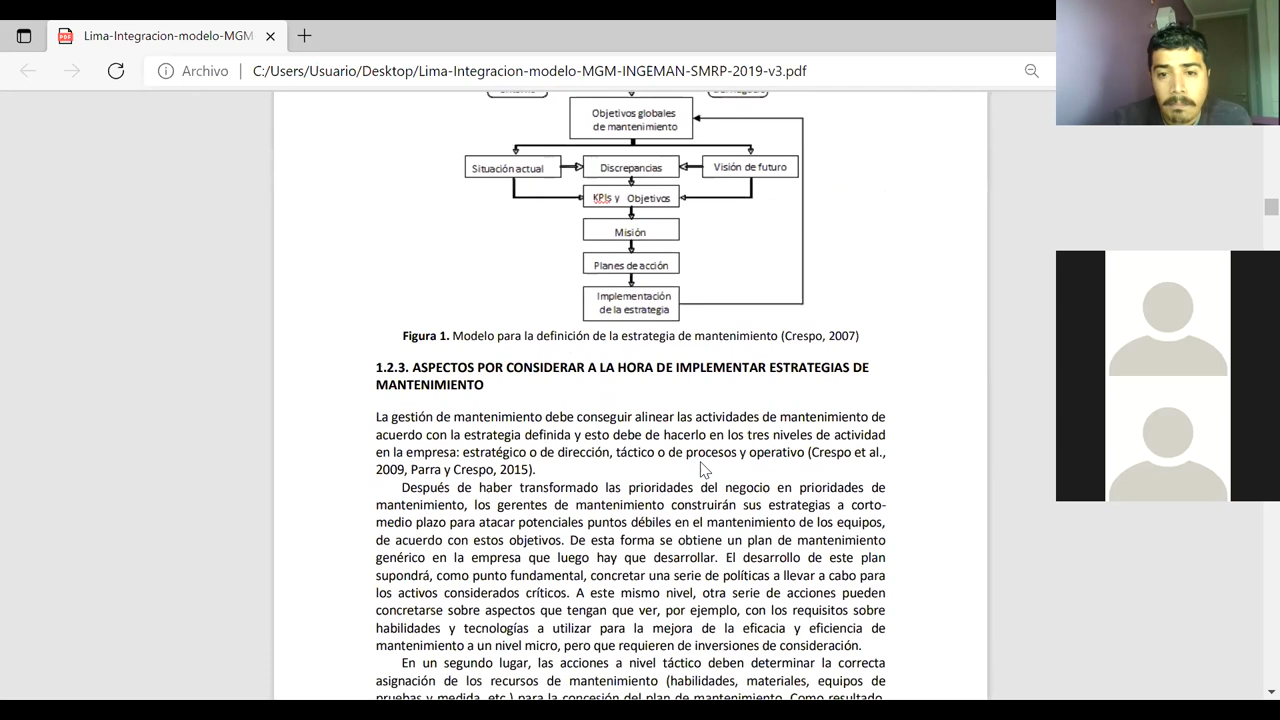 Lima-Integracion-modelo-MGM
Archivo
C:/Users/Usuario/Desktop/Lima-Integracion-modelo-MGM-INGEMAN-SMRP-2019-v3.pdf
Objetivos globales
de mantenimiento
Situación actual
Discrepancias
Visión de futuro
KPIs y Objetivos
Misión
Planes de acción
Implementación
de la estrategia
Figura 1. Modelo para la definición de la estrategia de mantenimiento (Crespo, 2007)
1.2.3. ASPECTOS POR CONSIDERAR A LA HORA DE IMPLEMENTAR ESTRATEGIAS DE
MANTENIMIENTO
La gestión de mantenimiento debe conseguir alinear las actividades de mantenimiento de
acuerdo con la estrategia definida y esto debe de hacerlo en los tres niveles de actividad
en la empresa: estratégico o de dirección, táctico o de procesos y operativo (Crespo et al.,
2009, Parra y Crespo, 2015).
Después de haber transformado las prioridades del negocio en prioridades de
mantenimiento, los gerentes de mantenimiento construirán sus estrategias a corto-
medio plazo para atacar potenciales puntos débiles en el mantenimiento de los equipos,
de acuerdo con estos objetivos. De esta forma se obtiene un plan de mantenimiento
genérico en la empresa que luego hay que desarrollar. El desarrollo de este plan
supondrá, como punto fundamental, concretar una serie de políticas a llevar a cabo para
los activos considerados críticos. A este mismo nivel, otra serie de acciones pueden
concretarse sobre aspectos que tengan que ver, por ejemplo, con los requisitos sobre
habilidades y tecnologías a utilizar para la mejora de la eficacia y eficiencia de
mantenimiento a un nivel micro, pero que requieren de inversiones de consideración.
En un segundo lugar, las acciones a nivel táctico deben determinar la correcta
asignación de los recursos de mantenimiento (habilidades, materiales, equipos de
pruebas y medida, etc.) para la concesión del plan de mantenimiento. Como resultado,